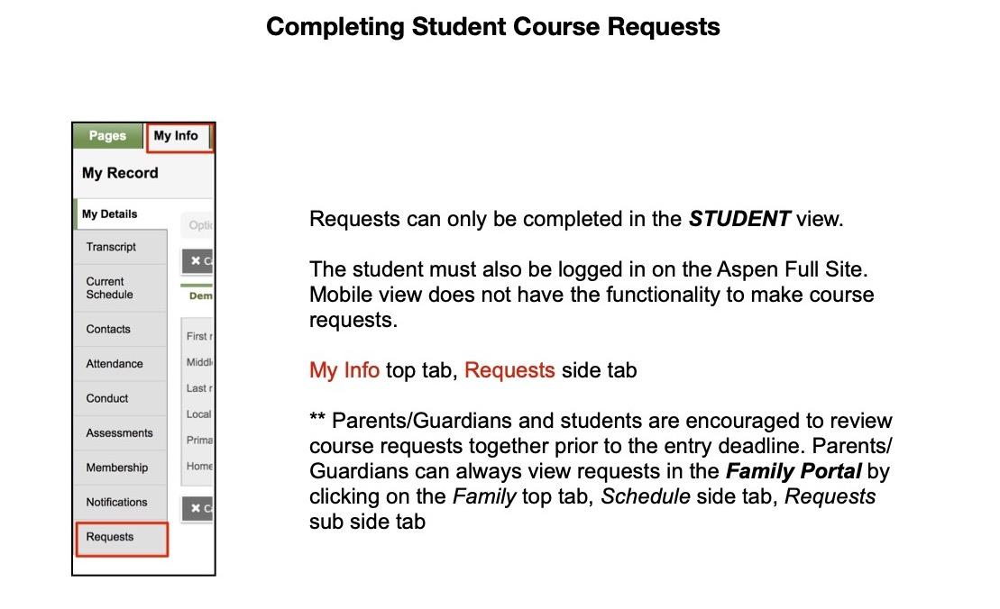 Completing Student Course Requests
Pages
My Info
My Record
My Details
Transcript
Current
Schedule
Contacts
Attendance
Conduct
Assessments
Membership
Notifications
Requests
Dem
First
Middl
Last
Local
Prima
Home
Requests can only be completed in the STUDENT view.
The student must also be logged in on the Aspen Full Site.
Mobile view does not have the functionality to make course
requests.
My Info top tab, Requests side tab
** Parents/Guardians and students are encouraged to review
course requests together prior to the entry deadline. Parents/
Guardians can always view requests in the Family Portal by
clicking on the Family top tab, Schedule side tab, Requests
sub side tab